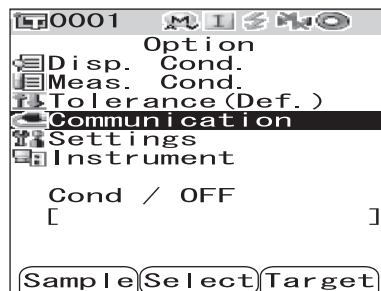 0001 M I
Option
Disp. Cond.
Meas. Cond.
Tolerance(Def.)
Communication
Settings
Instrument
Cond / OFF
[ ]
Sample Select Target